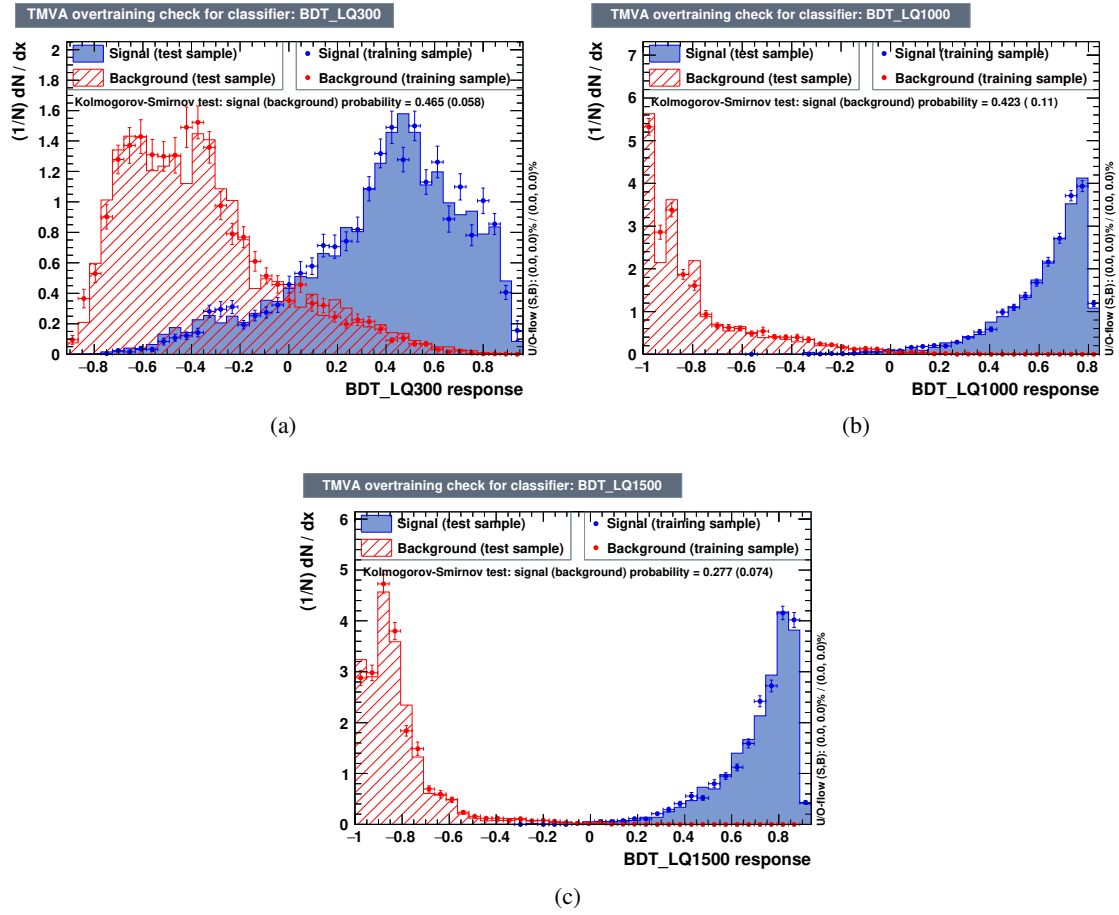 TMVA overtraining check for classifier: BDT_LQ300
(1/N) dN / dx
2
1.8
1.6
1.4
1.2
1
0.8
0.6
0.4
0.2
0
Signal (test sample)
Background (test sample)
Signal (training sample)
Background (training sample)
Kolmogorov-Smirnov test: signal (background) probability = 0.465 (0.058)
U/O-flow (S,B): (0.0, 0.0)% / (0.0, 0.0)%
−0.8 −0.6 −0.4 −0.2 0 0.2 0.4 0.6 0.8
BDT_LQ300 response
(a)
TMVA overtraining check for classifier: BDT_LQ1000
(1/N) dN / dx
7
6
5
4
3
2
1
0
Signal (test sample)
Background (test sample)
Signal (training sample)
Background (training sample)
Kolmogorov-Smirnov test: signal (background) probability = 0.423 ( 0.11)
U/O-flow (S,B): (0.0, 0.0)% / (0.0, 0.0)%
−1 −0.8 −0.6 −0.4 −0.2 0 0.2 0.4 0.6 0.8
BDT_LQ1000 response
(b)
TMVA overtraining check for classifier: BDT_LQ1500
(1/N) dN / dx
6
5
4
3
2
1
0
Signal (test sample)
Background (test sample)
Signal (training sample)
Background (training sample)
Kolmogorov-Smirnov test: signal (background) probability = 0.277 (0.074)
U/O-flow (S,B): (0.0, 0.0)% / (0.0, 0.0)%
−1 −0.8 −0.6 −0.4 −0.2 0 0.2 0.4 0.6 0.8
BDT_LQ1500 response
(c)